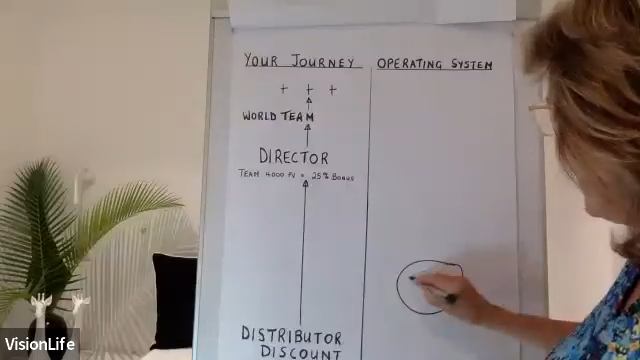 YOUR JOURNEY
+ + +
WORLD TEAM
DIRECTOR
TEAM 4000 PV = 25% BONUS
DISTRIBUTOR
DISCOUNT
OPERATING SYSTEM
VisionLife